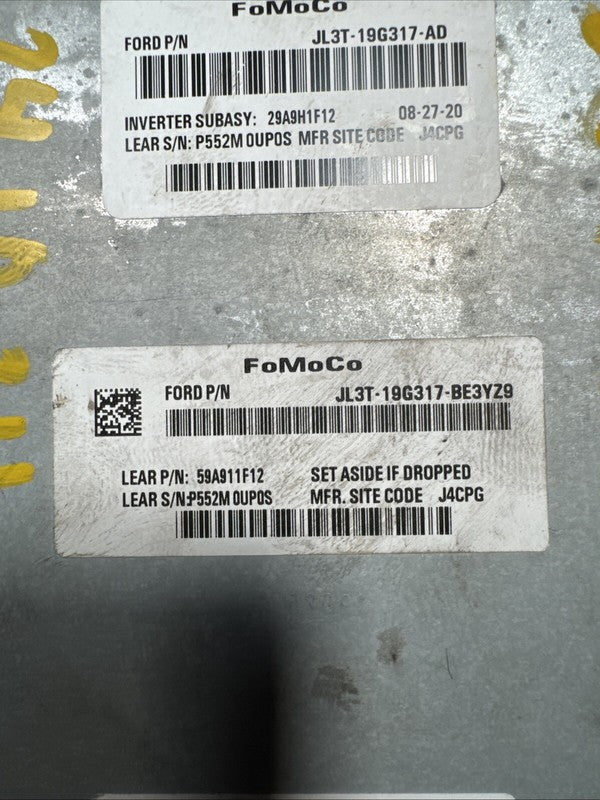 FoMoCo
FORD P/N JL3T-19G317-AD
INVERTER SUBASY: 29A9H1F12 08-27-20
LEAR S/N: P552M 0UP0S MFR SITE CODE J4CPG
FoMoCo
FORD P/N JL3T-19G317-BE3YZ9
LEAR P/N: 59A911F12 SET ASIDE IF DROPPED
LEAR S/N:P552M 0UP0S MFR. SITE CODE J4CPG